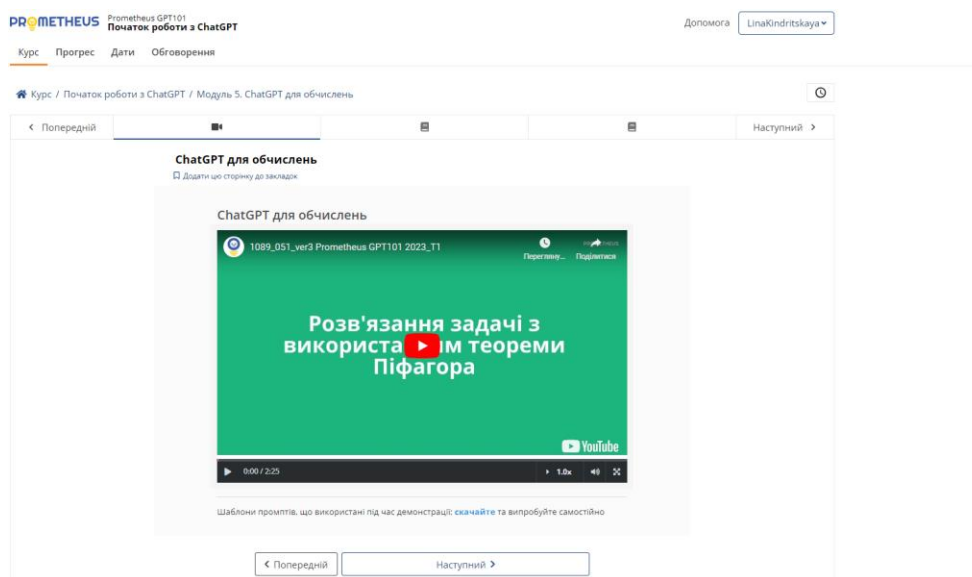 PROMETHEUS
Prometheus GPT101
Початок роботи з ChatGPT
Допомога
LinaKindritskaya
Курс Прогрес Дати Обговорення
Курс / Початок роботи з ChatGPT / Модуль 5. ChatGPT для обчислень
Попередній
Наступний
ChatGPT для обчислень
Додати цю сторінку до закладок
ChatGPT для обчислень
1089_051_ver3 Prometheus GPT101 2023_T1
Перегляну... Поділитися
Розв'язання задачі з
теореми
Піфагора
YouTube
0:00 / 2:25
1.0x
Шаблони промптів, що використані під час демонстрації: скачайте та випробуйте самостійно
Попередній
Наступний